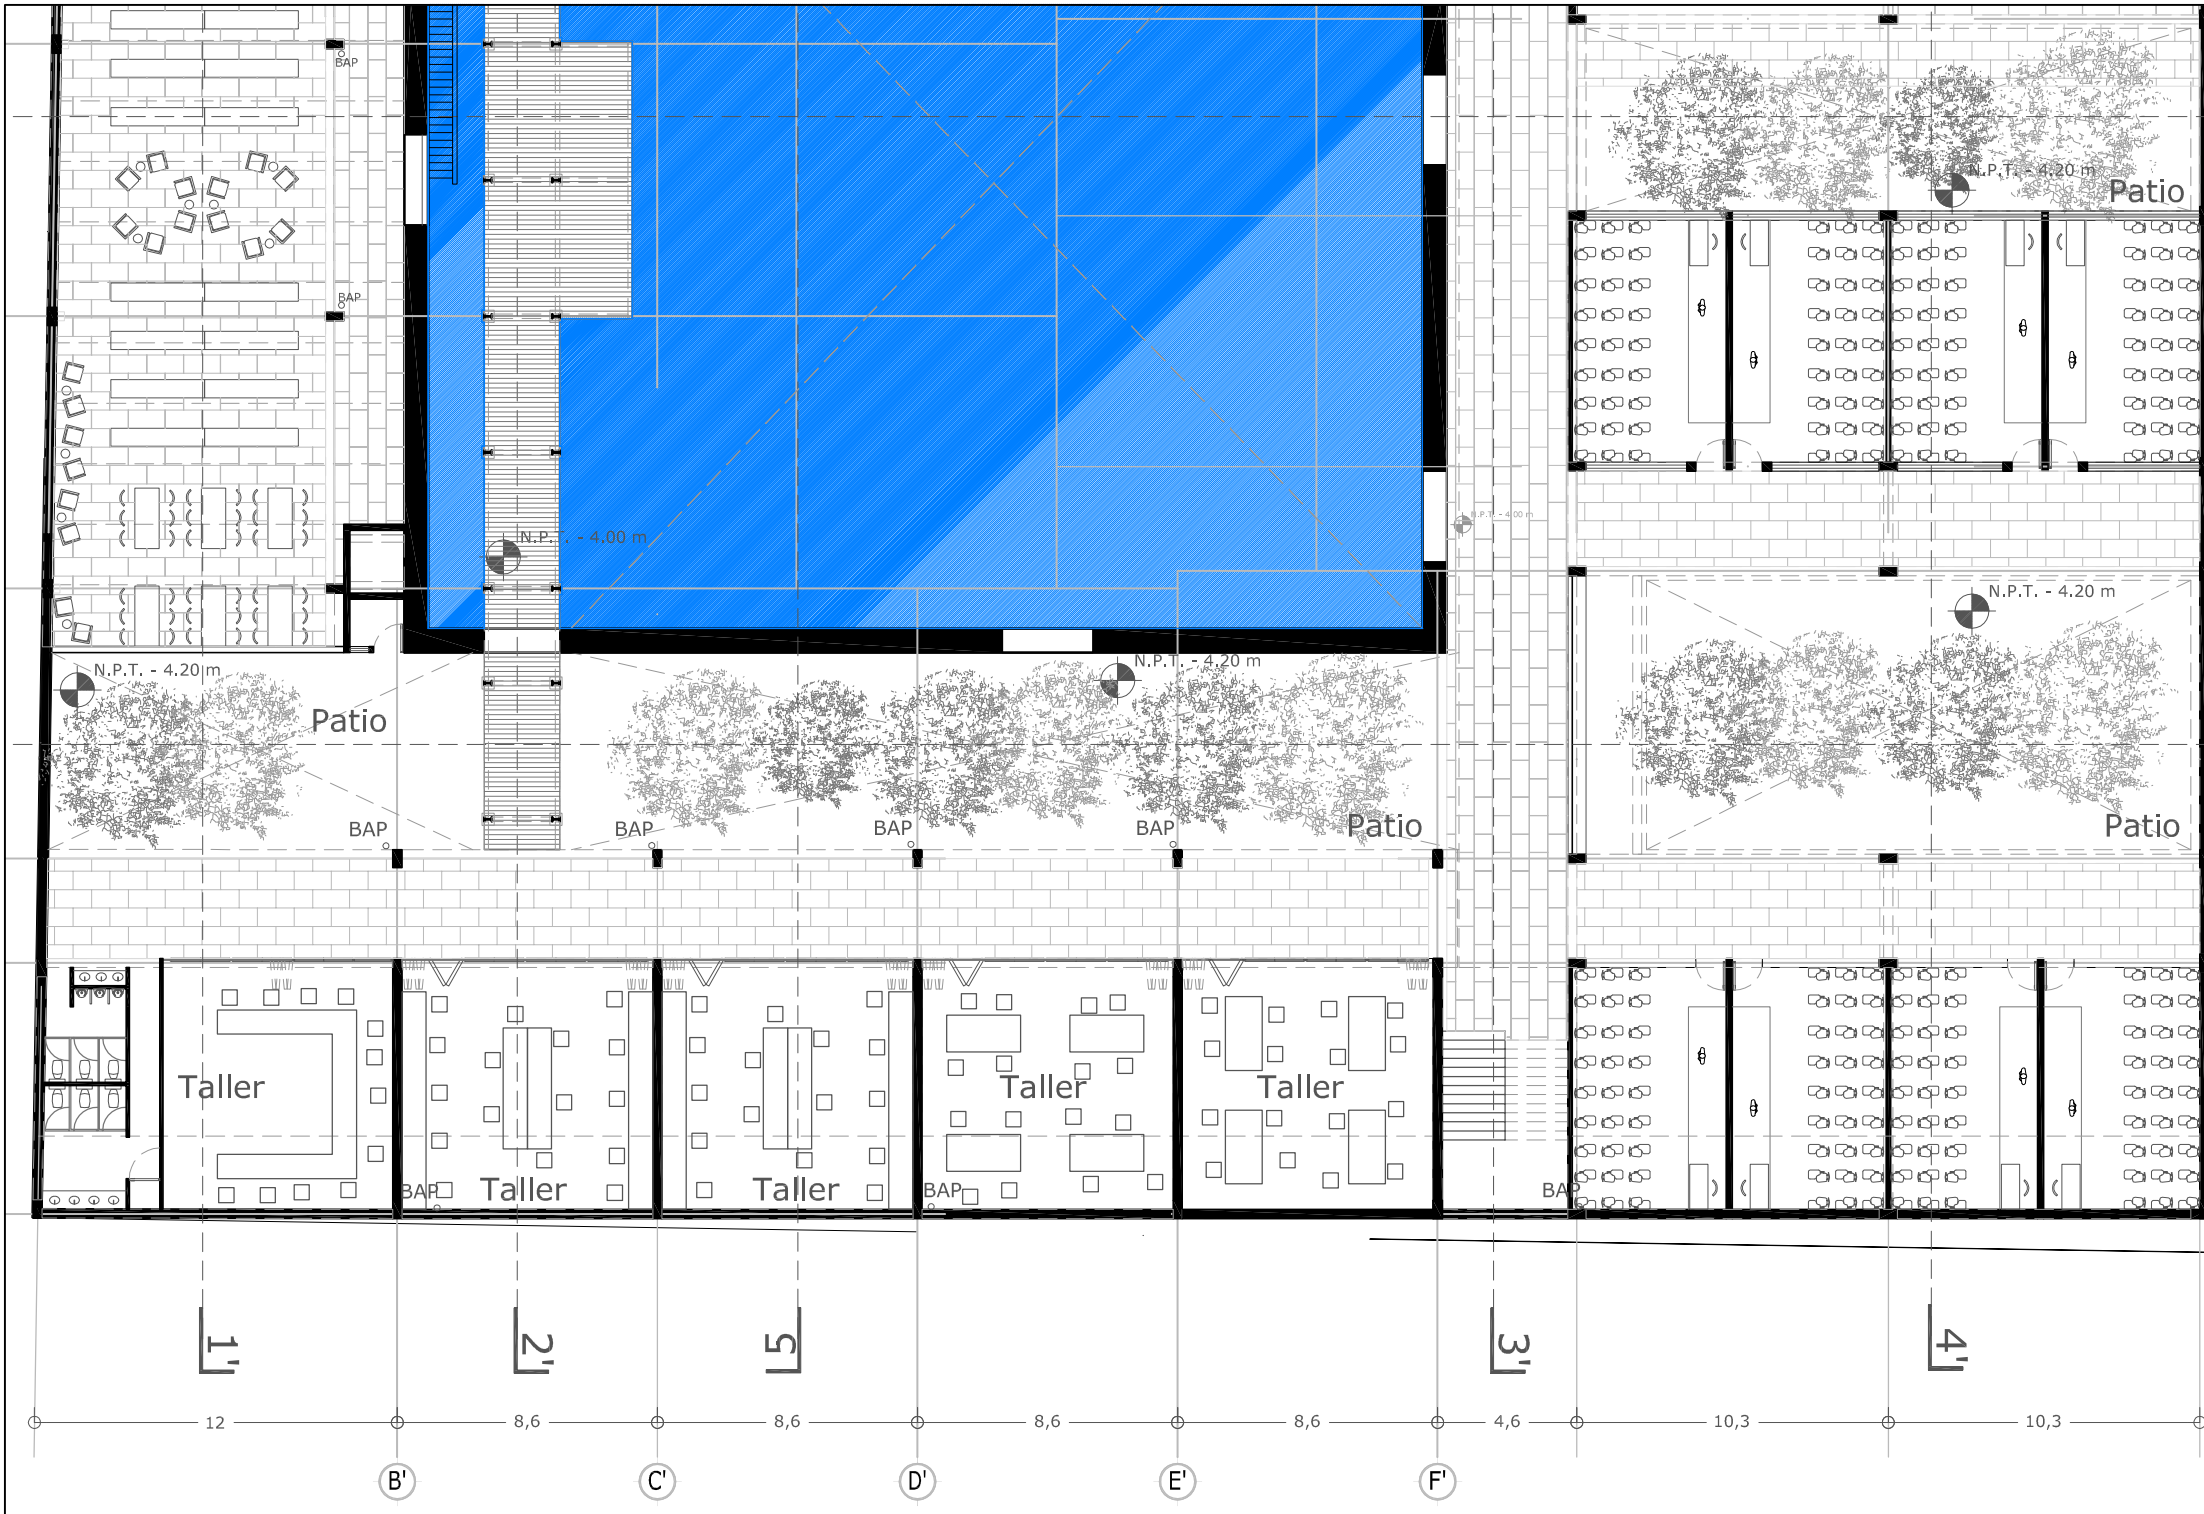 BAP
N.P.T. - 4.20 m
Patio
BAP
N.P.T. - 4.00 m
N.P.T. - 4.00 m
N.P.T. - 4.20 m
N.P.T. - 4.20 m
N.P.T. - 4.20 m
Patio
BAP
BAP
BAP
BAP
Patio
Patio
Taller
Taller
Taller
BAP
Taller
Taller
BAP
BAP
1'
2'
5
3'
4'
12
8,6
8,6
8,6
8,6
4,6
10,3
10,3
B'
C'
D'
E'
F'